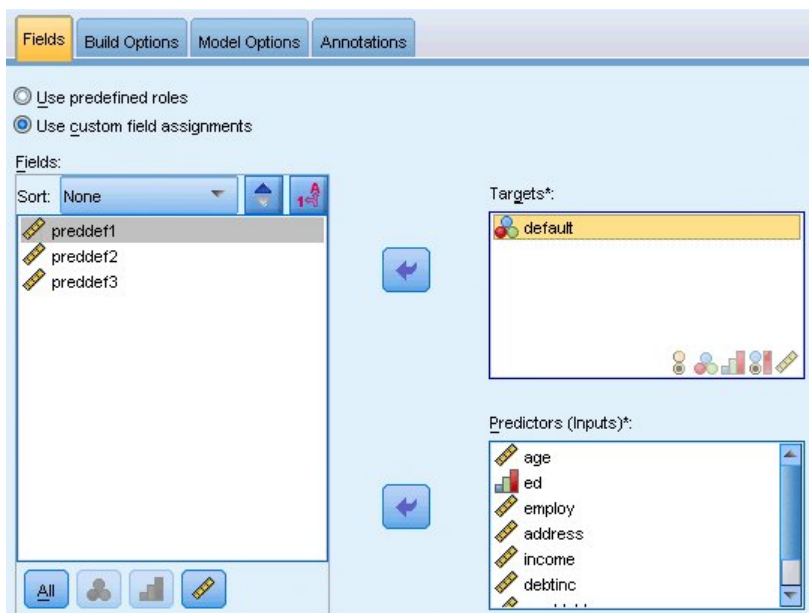 Fields Build Options Model Options Annotations
Use predefined roles
Use custom field assignments
Fields:
Sort: None
1 A
preddef1
preddef2
preddef3
All
Targets*:
default
Predictors (Inputs)*:
age
ed
employ
address
income
debtinc